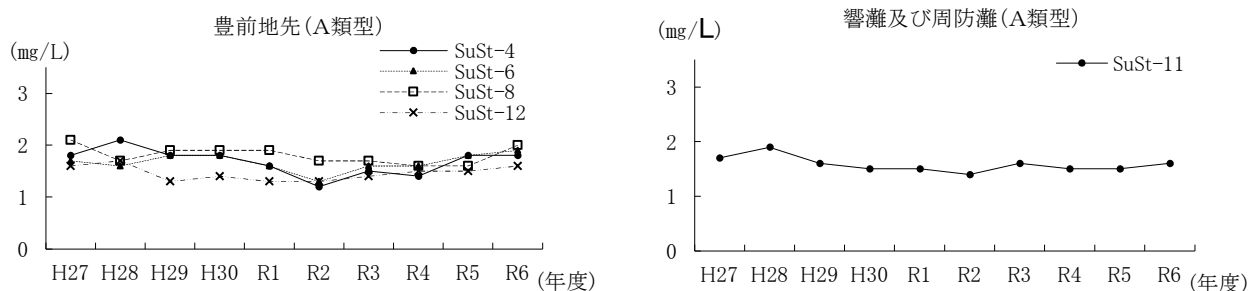 豊前地先(A類型)
(mg/L)
SuSt-4
SuSt-6
SuSt-8
SuSt-12
3
2
1
0
H27 H28 H29 H30 R1 R2 R3 R4 R5 R6 (年度)
響灘及び周防灘(A類型)
(mg/L)
SuSt-11
3
2
1
0
H27 H28 H29 H30 R1 R2 R3 R4 R5 R6 (年度)